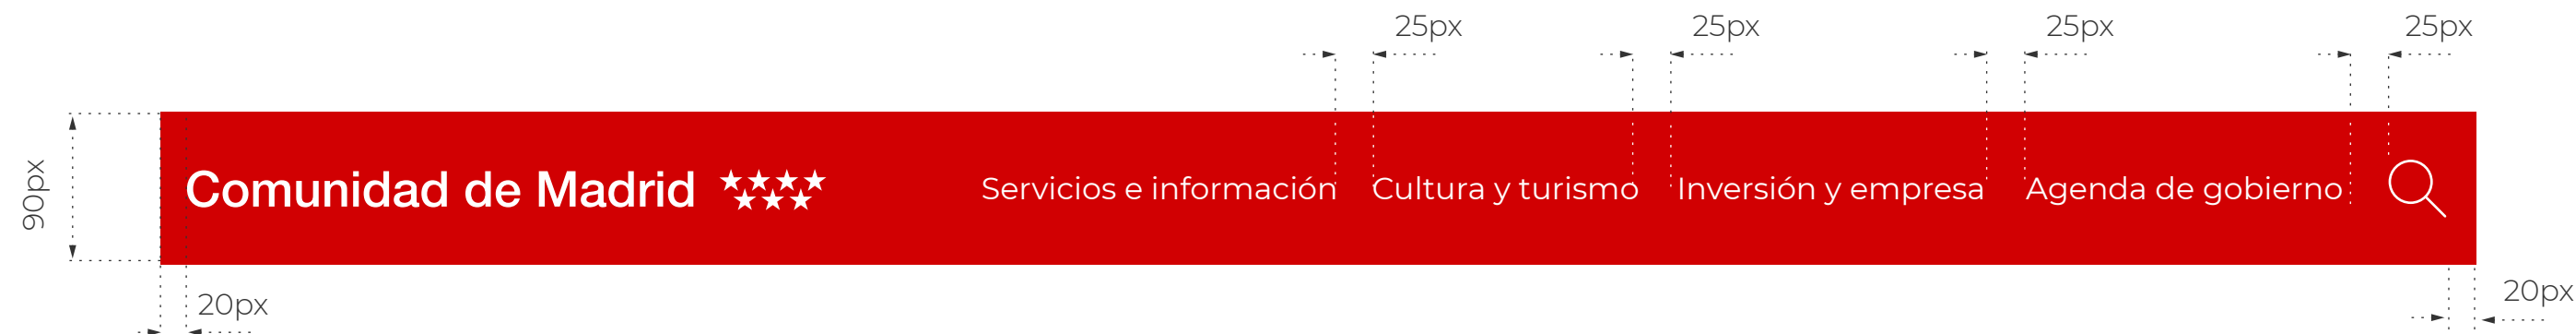 25px 25px 25px 25px
90px
Comunidad de Madrid Servicios e información Cultura y turismo Inversión y empresa Agenda de gobierno
20px 20px